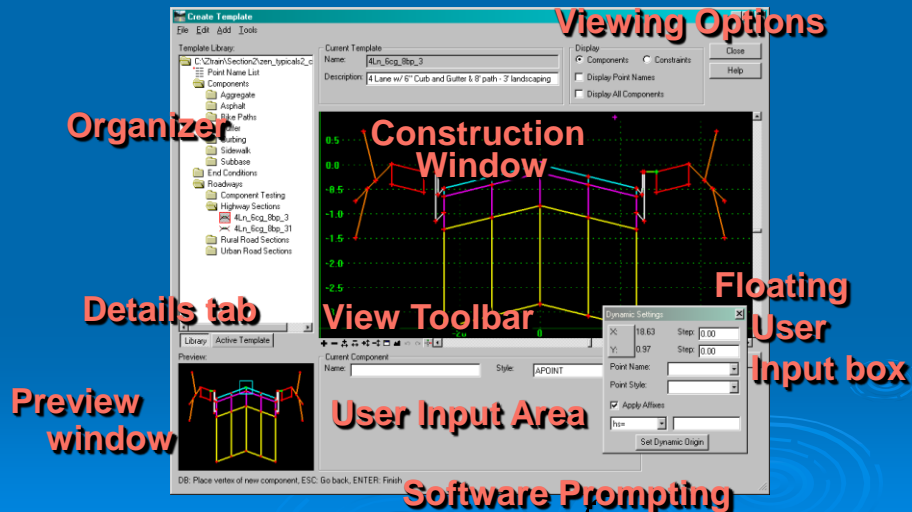 Create Template
Viewing Options
File Edit Add Tools
Template Library:
C:\Ztrain\Section2\zen_typicals2_c
Point Name List
Components
Aggregate
Asphalt
Bike Paths
Organizer
Curbing
Sidewalk
Subbase
End Conditions
Roadways
Component Testing
Highway Sections
4Ln_6cg_8bp_3
4Ln_6cg_8bp_31
Rural Road Sections
Urban Road Sections
Details tab
Library Active Template
Current Template
Name: 4Ln_6cg_8bp_3
Description: 4 Lane w/ 6" Curb and Gutter & 8' path - 3' landscaping
Display
Components Constraints
Display Point Names
Display All Components
Close
Help
Construction
Window
0.5
0.0
-0.5
-1.0
-1.5
-2.0
-2.5
0
View Toolbar
Floating
User
Input box
Dynamic Settings
X: 18.63 Step: 0.00
Y: 0.97 Step: 0.00
Point Name:
Point Style:
Apply Affixes
hs=
Set Dynamic Origin
Preview:
Preview
window
Current Component
Name: Style: APOINT
User Input Area
DB: Place vertex of new component, ESC: Go back, ENTER: Finish
Software Prompting